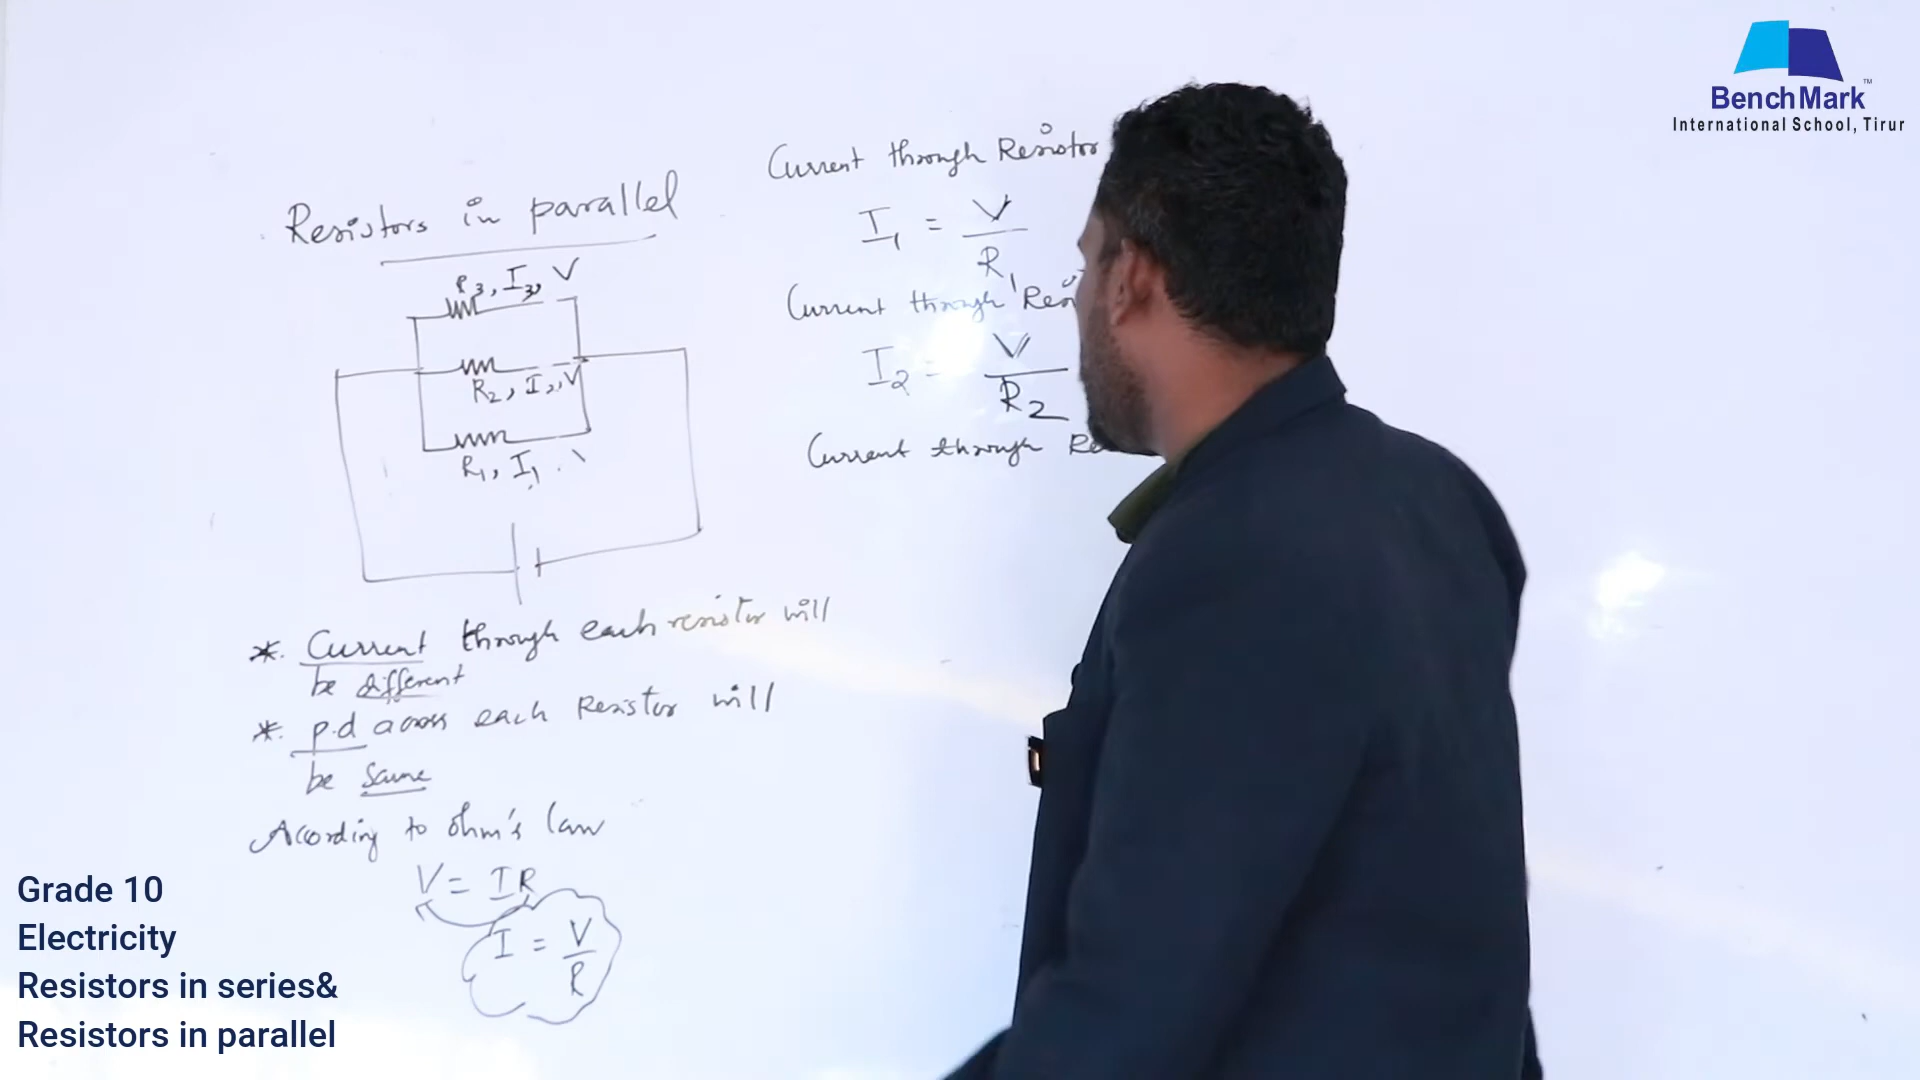 Resistors in parallel
R3, I3, V
R2, I2, V
R1, I1
*. Current through each resistor will
be different
*. p.d across each Resistor will
be Same
According to ohm's law
V = IR
I = V/R
Current through Resistor
I1 = V/R1
Current through
I2 = V/R2
Current through
BenchMark™
International School, Tirur
Grade 10
Electricity
Resistors in series&
Resistors in parallel